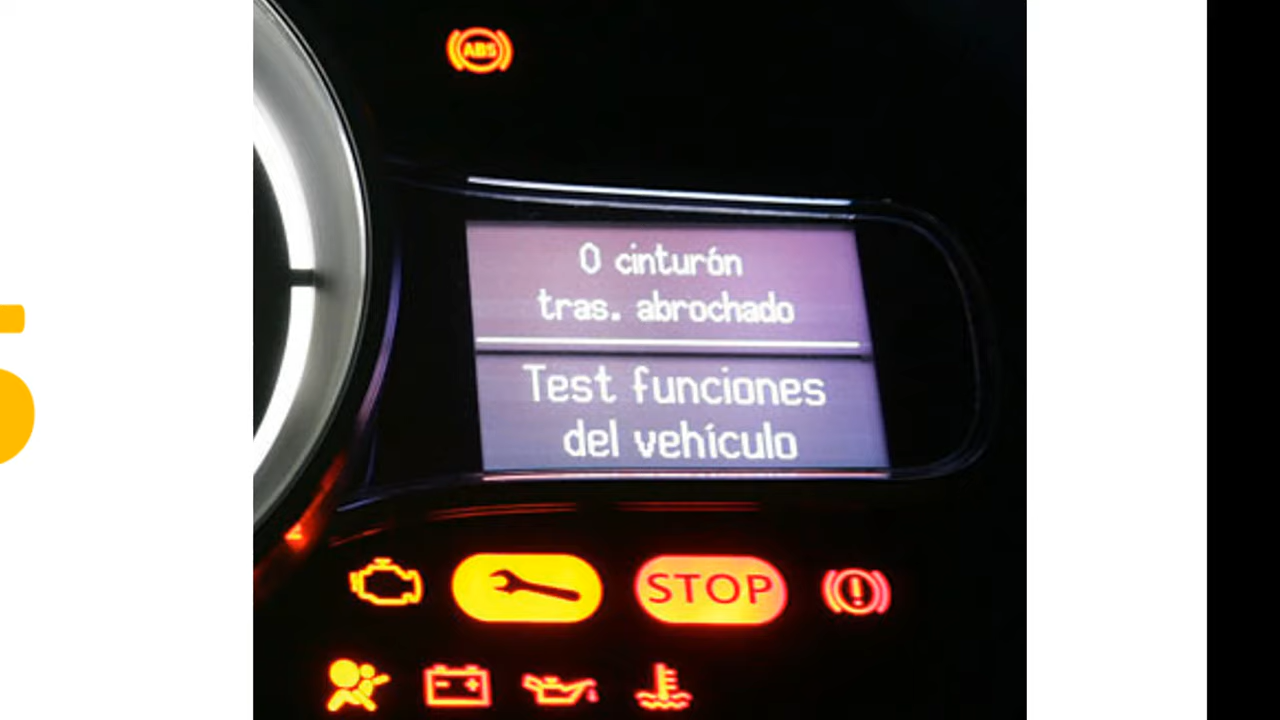 ABS
0 cinturón
tras. abrochado
Test funciones
del vehículo
STOP